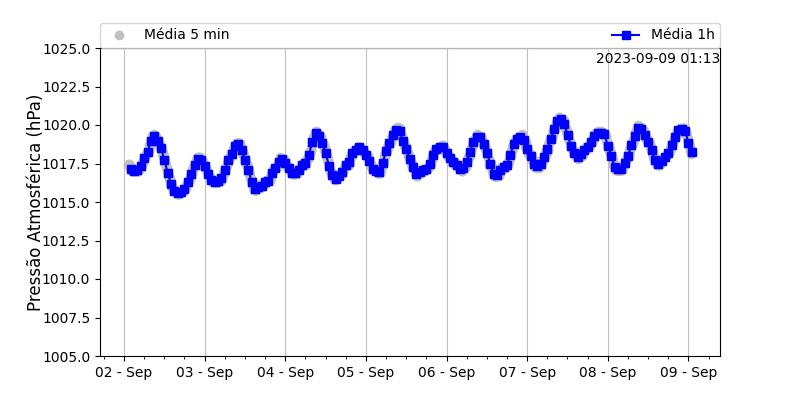 Média 5 min
Média 1h
2023-09-09 01:13
Pressão Atmosférica (hPa)
1025.0
1022.5
1020.0
1017.5
1015.0
1012.5
1010.0
1007.5
1005.0
02 - Sep
03 - Sep
04 - Sep
05 - Sep
06 - Sep
07 - Sep
08 - Sep
09 - Sep